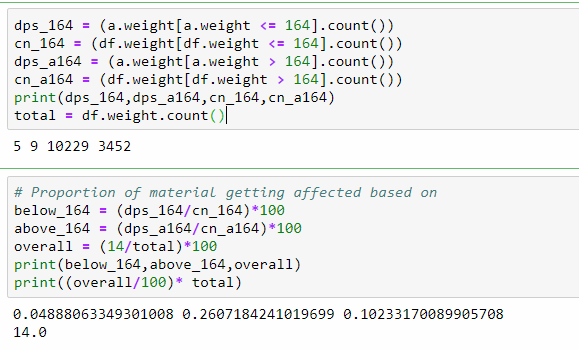 dps_164 = (a.weight[a.weight <= 164].count())
cn_164 = (df.weight[df.weight <= 164].count())
dps_a164 = (a.weight[a.weight > 164].count())
cn_a164 = (df.weight[df.weight > 164].count())
print(dps_164,dps_a164,cn_164,cn_a164)
total = df.weight.count()
5 9 10229 3452
# Proportion of material getting affected based on
below_164 = (dps_164/cn_164)*100
above_164 = (dps_a164/cn_a164)*100
overall = (14/total)*100
print(below_164,above_164,overall)
print((overall/100)* total)
0.04888063349301008 0.2607184241019699 0.10233170089905708
14.0